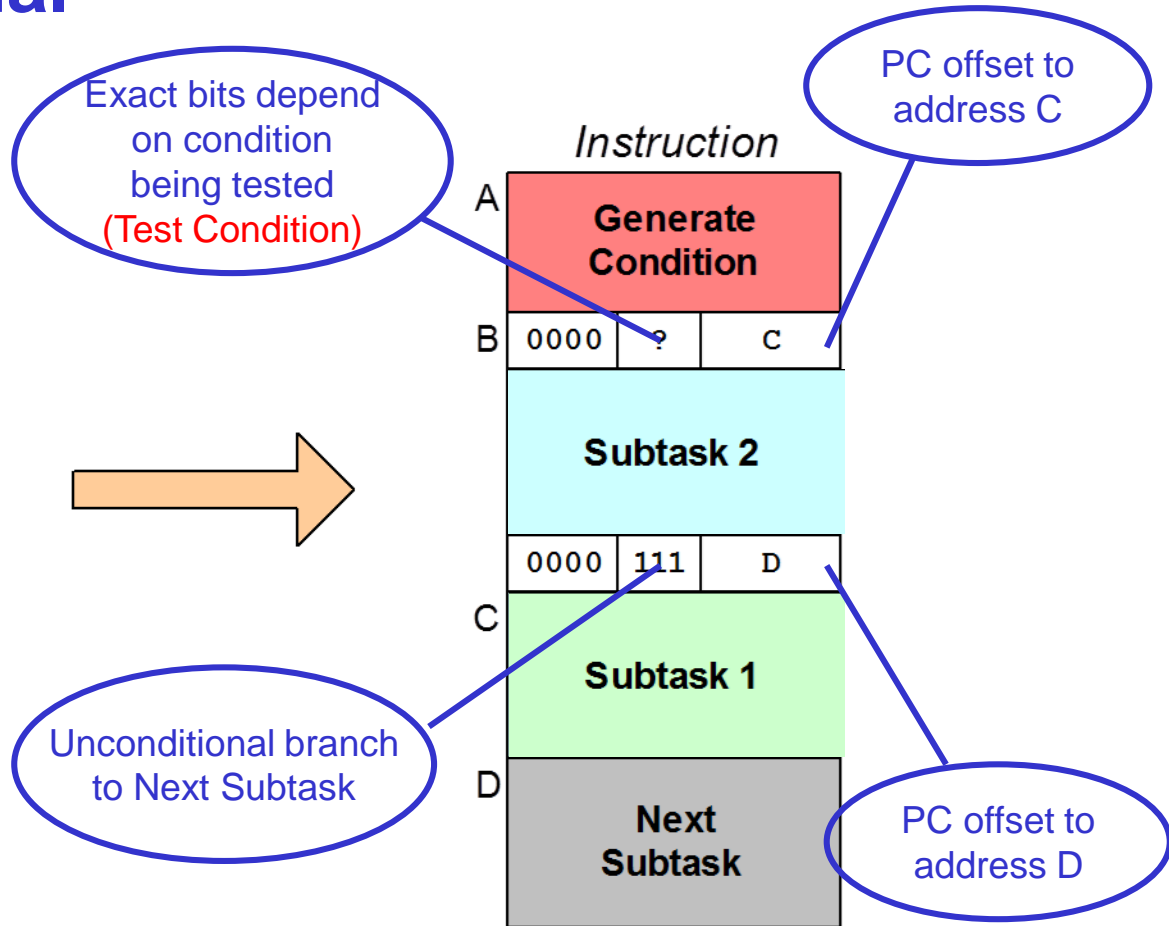 Exact bits depend
on condition
being tested
(Test Condition)
PC offset to
address C
Instruction
A
Generate
Condition
B
0000 ? C
Subtask 2
0000 111 D
C
Subtask 1
Unconditional branch
to Next Subtask
D
Next
Subtask
PC offset to
address D